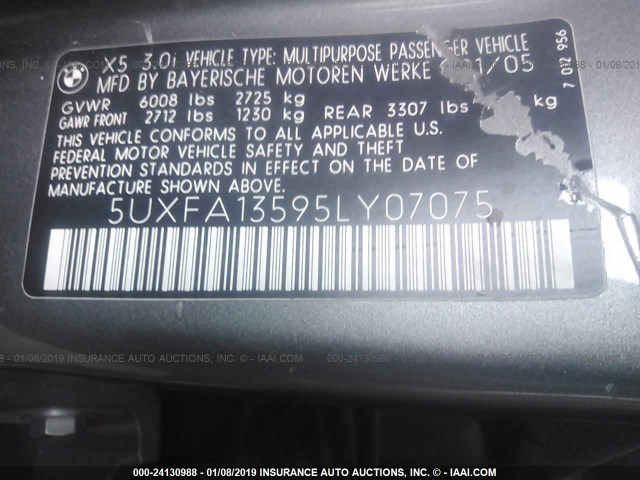 X5 3.0i VEHICLE TYPE: MULTIPURPOSE PASSENGER VEHICLE
MFD BY BAYERISCHE MOTOREN WERKE 1/05
GVWR 6008 lbs 2725 kg
GAWR FRONT 2712 lbs 1230 kg REAR 3307 lbs kg
THIS VEHICLE CONFORMS TO ALL APPLICABLE U.S.
FEDERAL MOTOR VEHICLE SAFETY AND THEFT
PREVENTION STANDARDS IN EFFECT ON THE DATE OF
MANUFACTURE SHOWN ABOVE.
5UXFA13595LY07075
7 012 956
000-24130988 - 01/08/2019 INSURANCE AUTO AUCTIONS, INC. - © - IAAI.COM